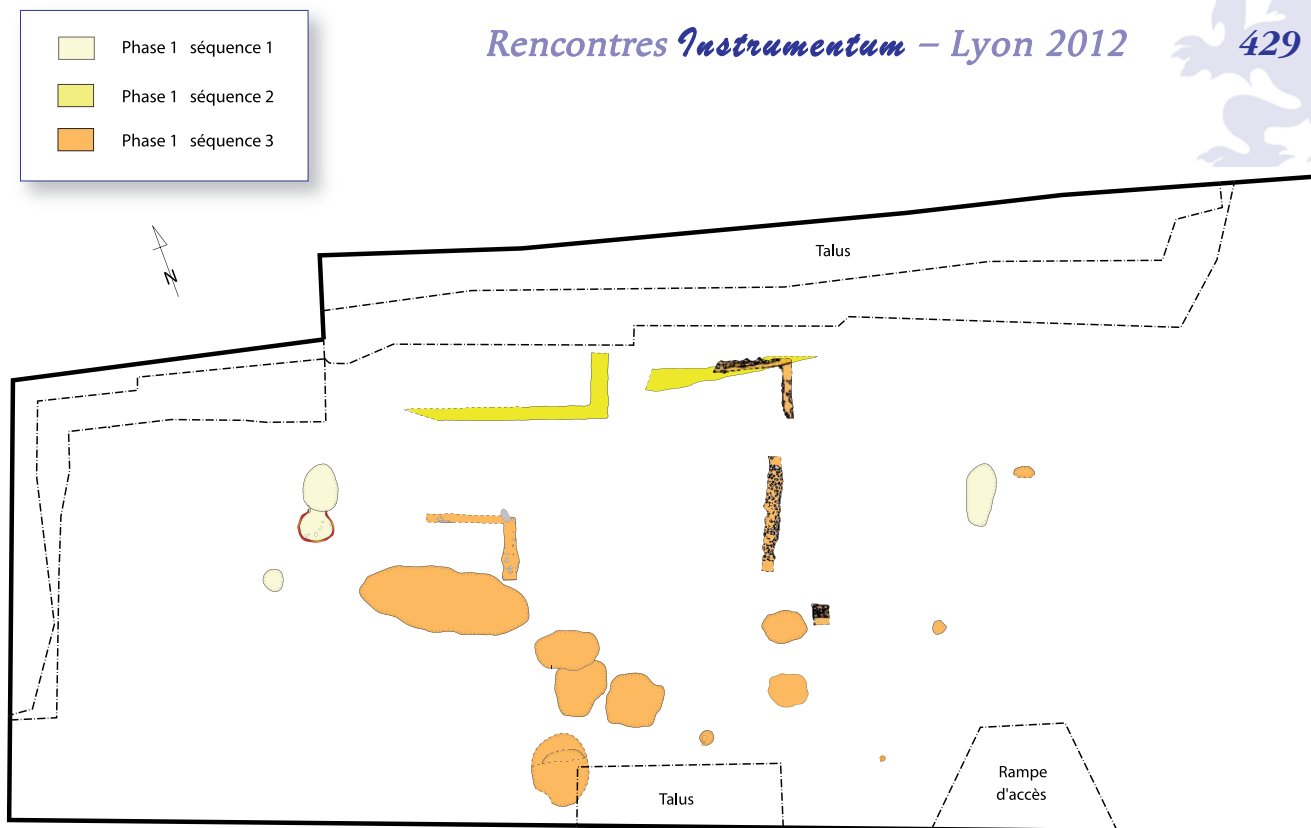 Rencontres Instrumentum – Lyon 2012
429
Phase 1 séquence 1
Phase 1 séquence 2
Phase 1 séquence 3
N
Talus
Talus
Rampe
d'accès